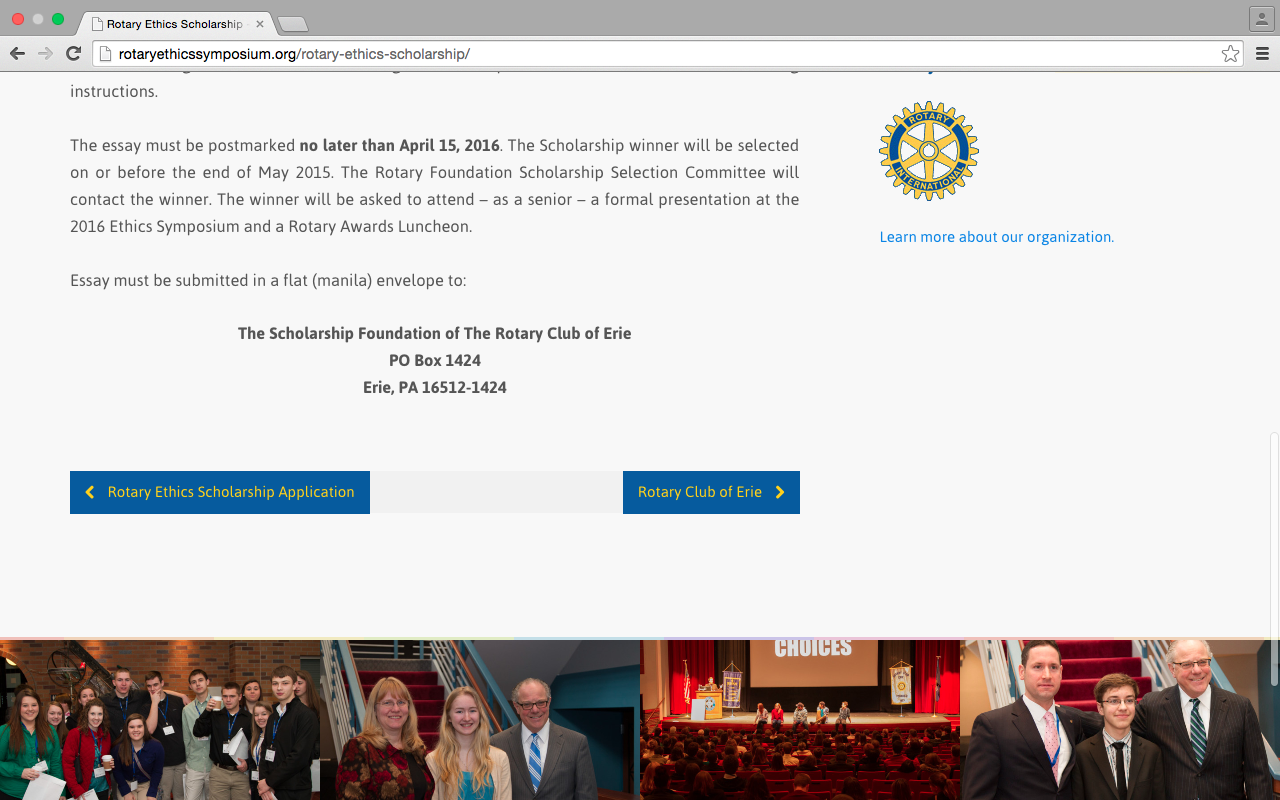 Rotary Ethics Scholarship
rotaryethicssymposium.org/rotary-ethics-scholarship/
instructions.
The essay must be postmarked no later than April 15, 2016. The Scholarship winner will be selected
on or before the end of May 2015. The Rotary Foundation Scholarship Selection Committee will
contact the winner. The winner will be asked to attend – as a senior – a formal presentation at the
2016 Ethics Symposium and a Rotary Awards Luncheon.
Essay must be submitted in a flat (manila) envelope to:
The Scholarship Foundation of The Rotary Club of Erie
PO Box 1424
Erie, PA 16512-1424
ROTARY
INTERNATIONAL
Learn more about our organization.
Rotary Ethics Scholarship Application
Rotary Club of Erie
CHOICES